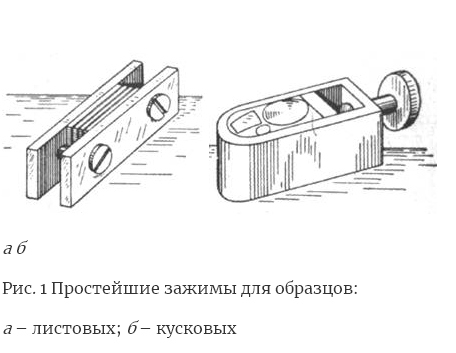 а б
Рис. 1 Простейшие зажимы для образцов:
а – листовых; б – кусковых